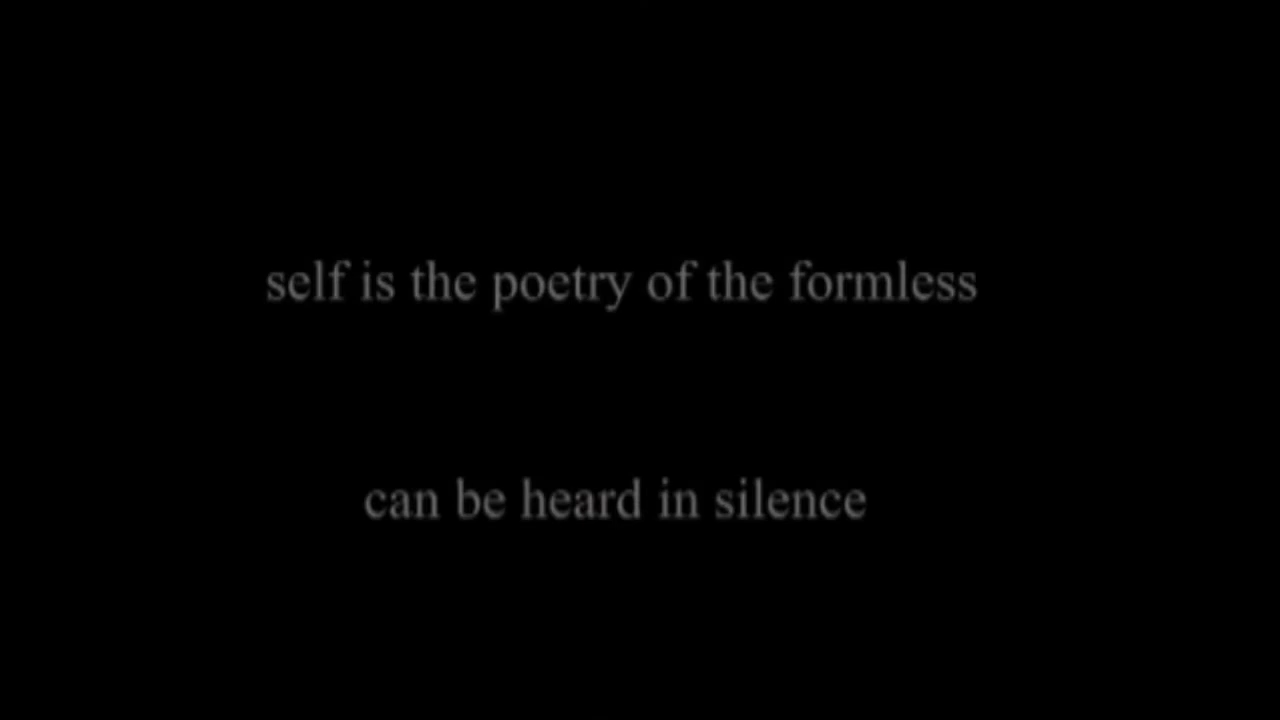 self is the poetry of the formless
can be heard in silence